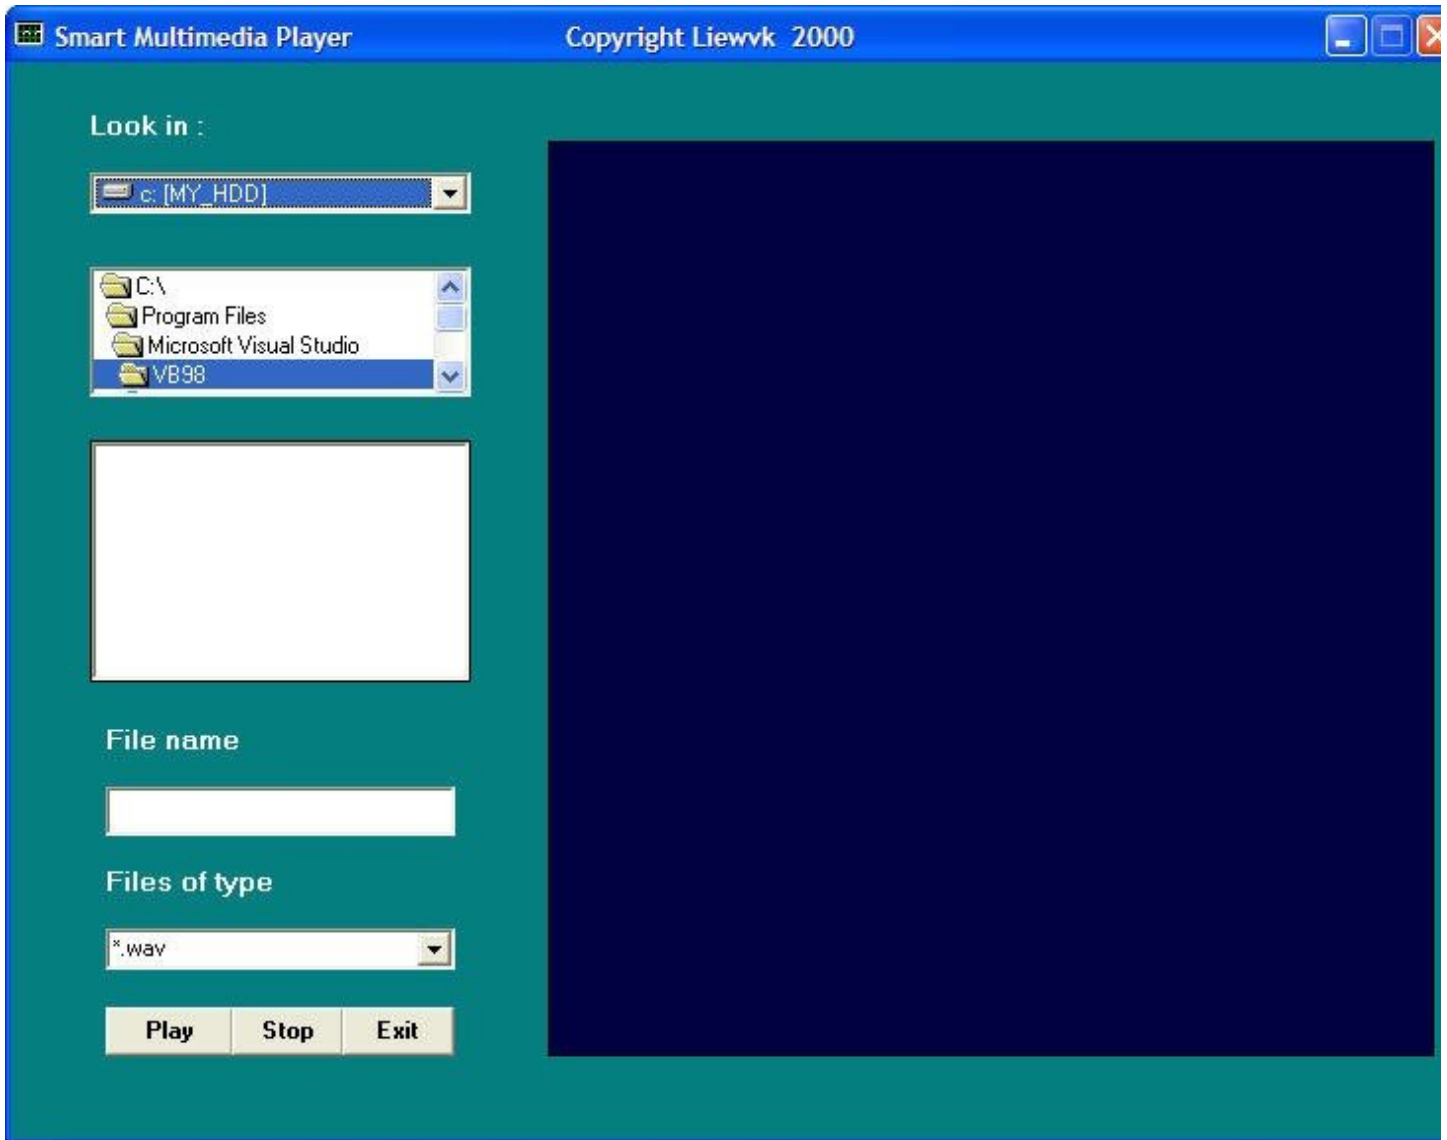 Smart Multimedia Player Copyright Liewvk 2000
Look in :
c: [MY_HDD]
C:\
Program Files
Microsoft Visual Studio
VB98
File name
Files of type
*.wav
Play Stop Exit